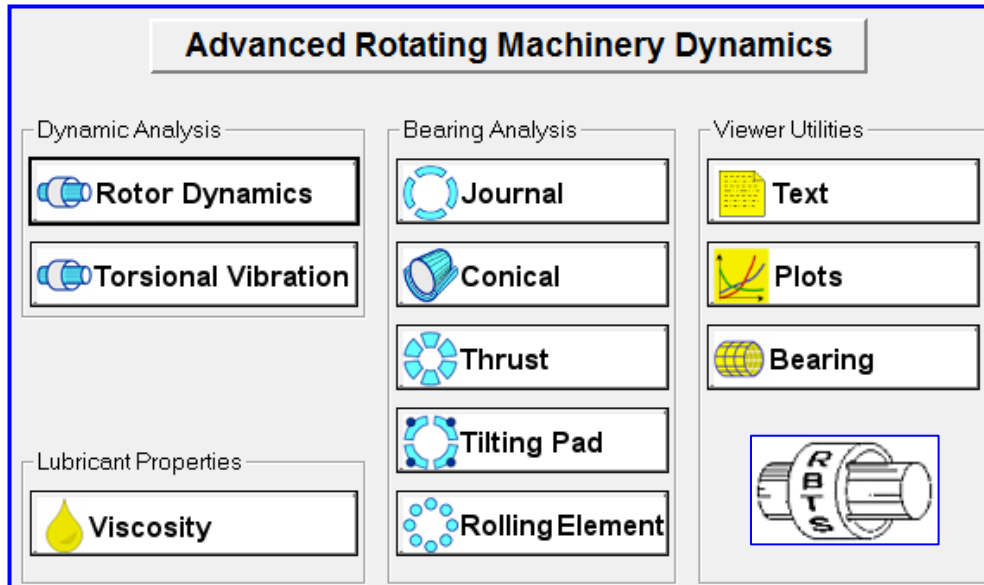 Advanced Rotating Machinery Dynamics
Dynamic Analysis
Rotor Dynamics
Torsional Vibration
Lubricant Properties
Viscosity
Bearing Analysis
Journal
Conical
Thrust
Tilting Pad
Rolling Element
Viewer Utilities
Text
Plots
Bearing
RBTS